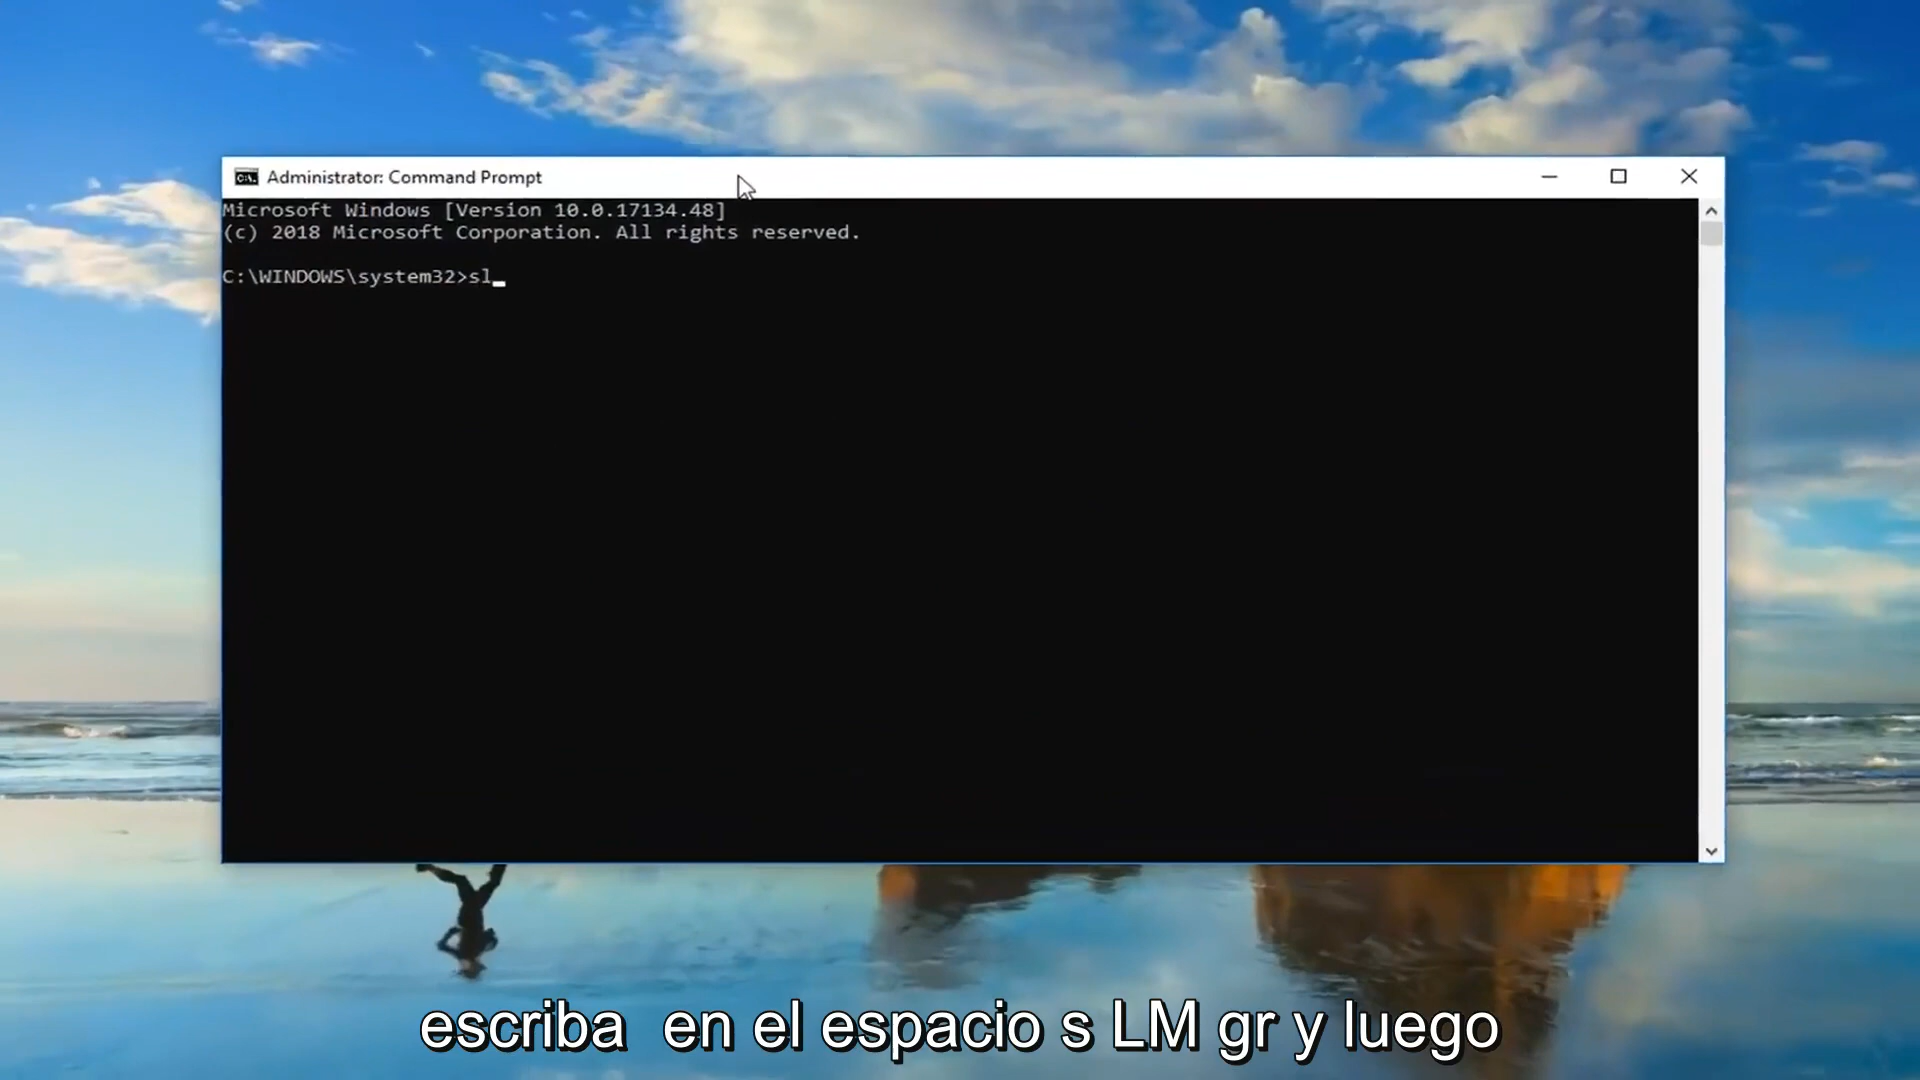 Administrator: Command Prompt
Microsoft Windows [Version 10.0.17134.48]
(c) 2018 Microsoft Corporation. All rights reserved.
C:\WINDOWS\system32>sl
escriba en el espacio s LM gr y luego